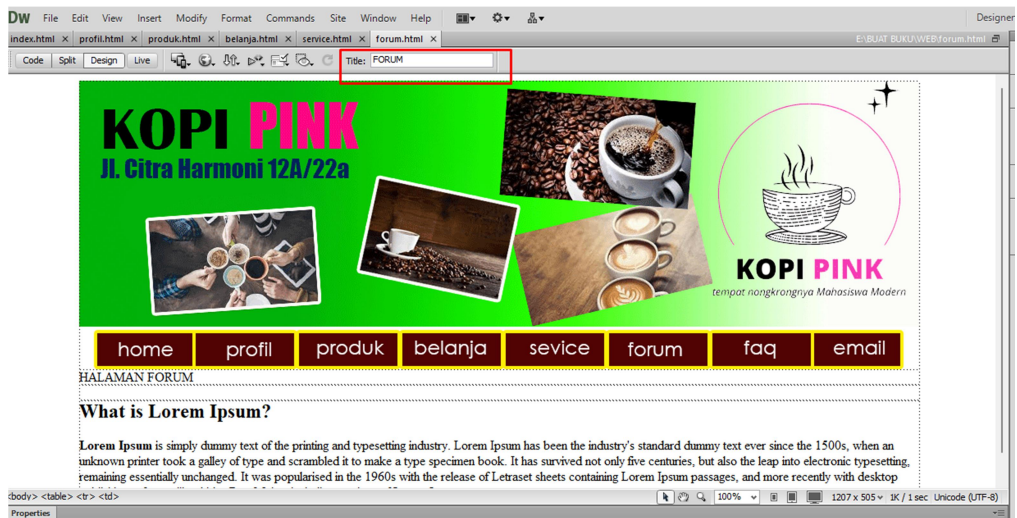 DW File Edit View Insert Modify Format Commands Site Window Help Designer
index.html × profil.html × produk.html × belanja.html × service.html × forum.html × E:\BUAT BUKU\WEB\forum.html
Code Split Design Live Title: FORUM
KOPI PINK
Jl. Citra Harmoni 12A/22a
KOPI PINK
tempat nongkrongnya Mahasiswa Modern
home profil produk belanja sevice forum faq email
HALAMAN FORUM
What is Lorem Ipsum?
Lorem Ipsum is simply dummy text of the printing and typesetting industry. Lorem Ipsum has been the industry's standard dummy text ever since the 1500s, when an
unknown printer took a galley of type and scrambled it to make a type specimen book. It has survived not only five centuries, but also the leap into electronic typesetting,
remaining essentially unchanged. It was popularised in the 1960s with the release of Letraset sheets containing Lorem Ipsum passages, and more recently with desktop
<body> <table> <tr> <td> 100% 1207 x 505 1K / 1 sec Unicode (UTF-8)
Properties